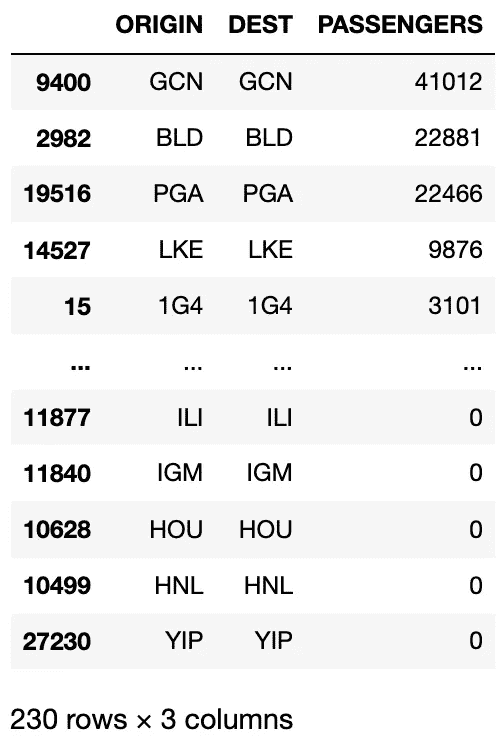 ORIGIN DEST PASSENGERS
9400 GCN GCN 41012
2982 BLD BLD 22881
19516 PGA PGA 22466
14527 LKE LKE 9876
15 1G4 1G4 3101
... ... ... ...
11877 ILI ILI 0
11840 IGM IGM 0
10628 HOU HOU 0
10499 HNL HNL 0
27230 YIP YIP 0
230 rows × 3 columns